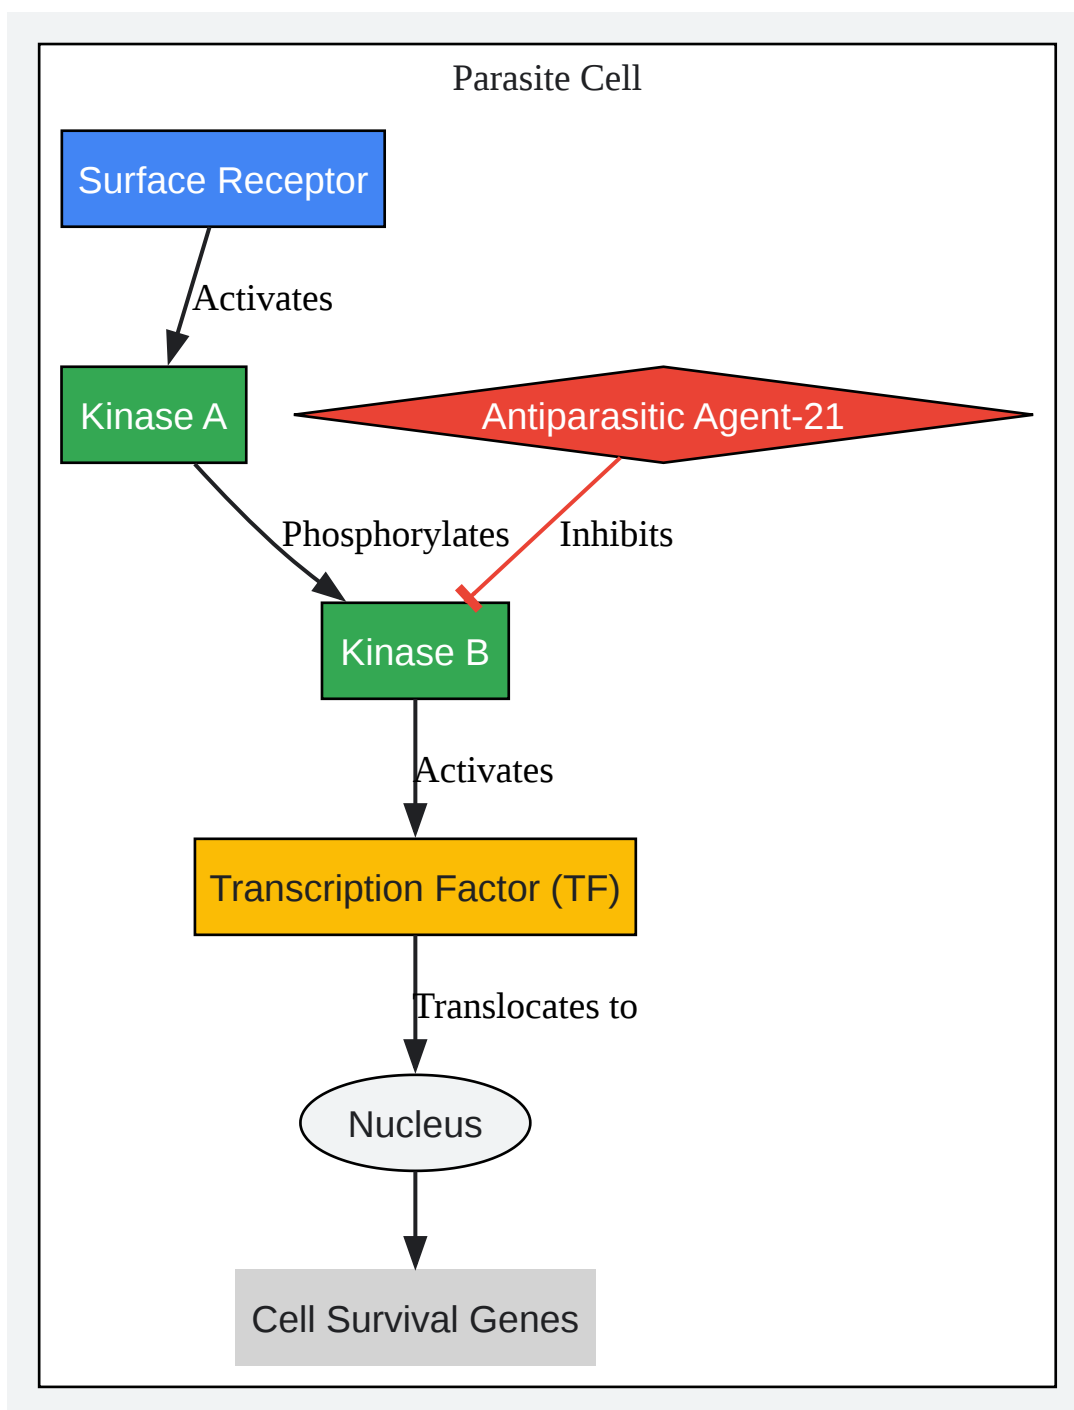 Parasite Cell
Surface Receptor
Activates
Kinase A
Antiparasitic Agent-21
Phosphorylates
Inhibits
Kinase B
Activates
Transcription Factor (TF)
Translocates to
Nucleus
Cell Survival Genes